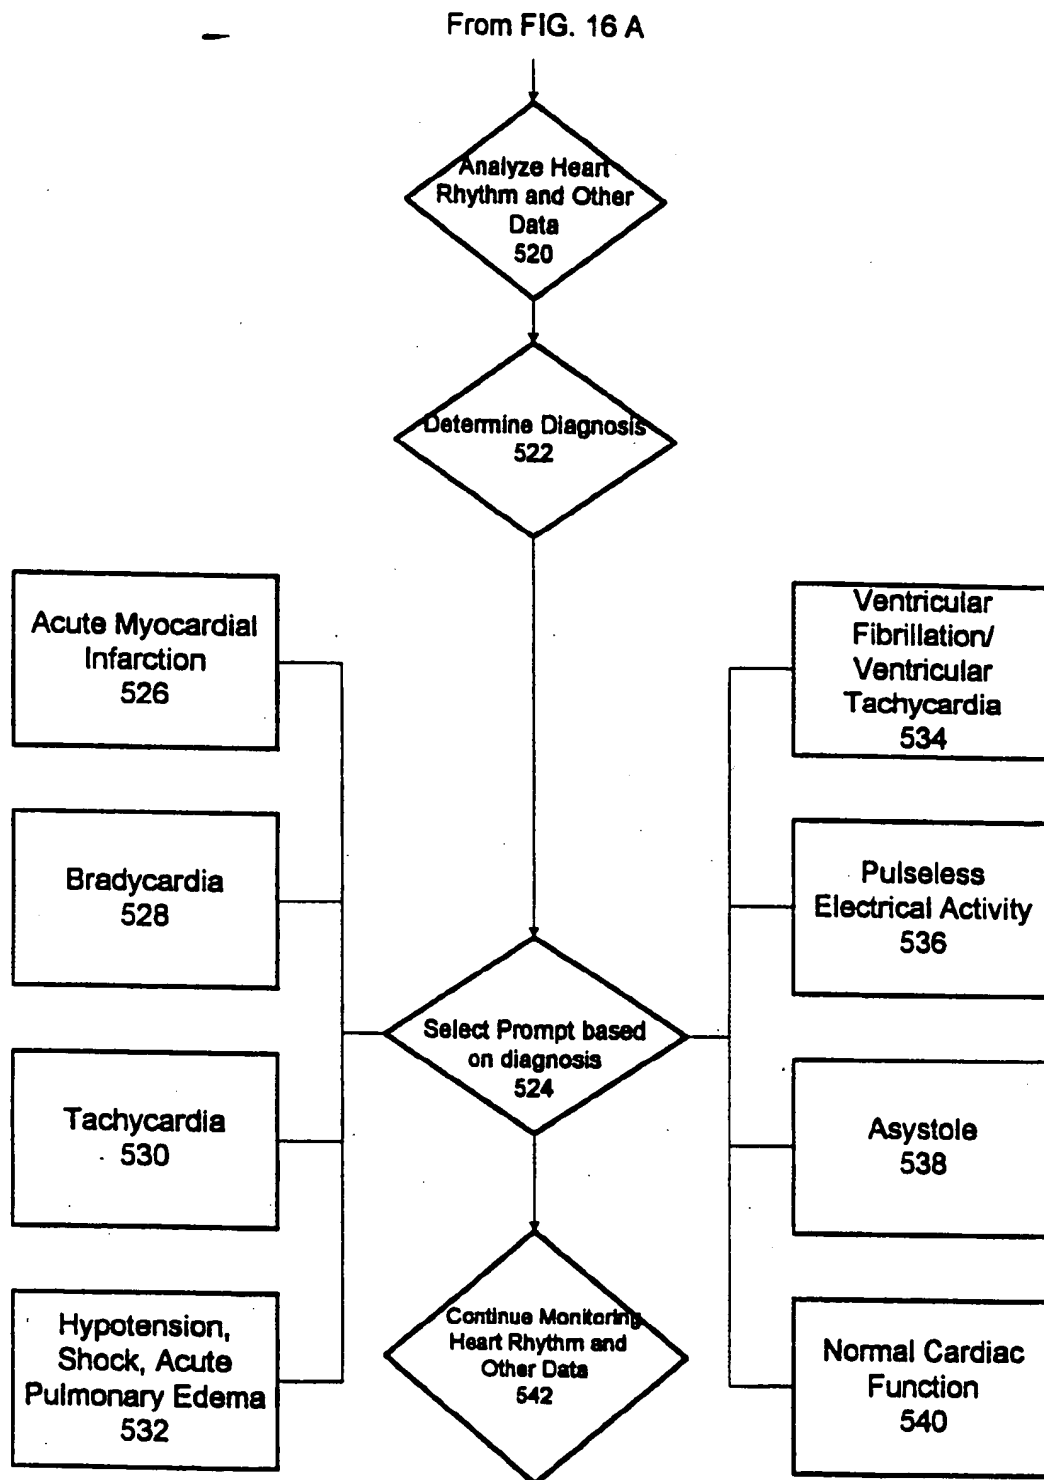 From FIG. 16 A
Analyze Heart
Rhythm and Other
Data
520
Determine Diagnosis
522
Acute Myocardial
Infarction
526
Bradycardia
528
Tachycardia
530
Hypotension,
Shock, Acute
Pulmonary Edema
532
Select Prompt based
on diagnosis
524
Continue Monitoring
Heart Rhythm and
Other Data
542
Ventricular
Fibrillation/
Ventricular
Tachycardia
534
Pulseless
Electrical Activity
536
Asystole
538
Normal Cardiac
Function
540